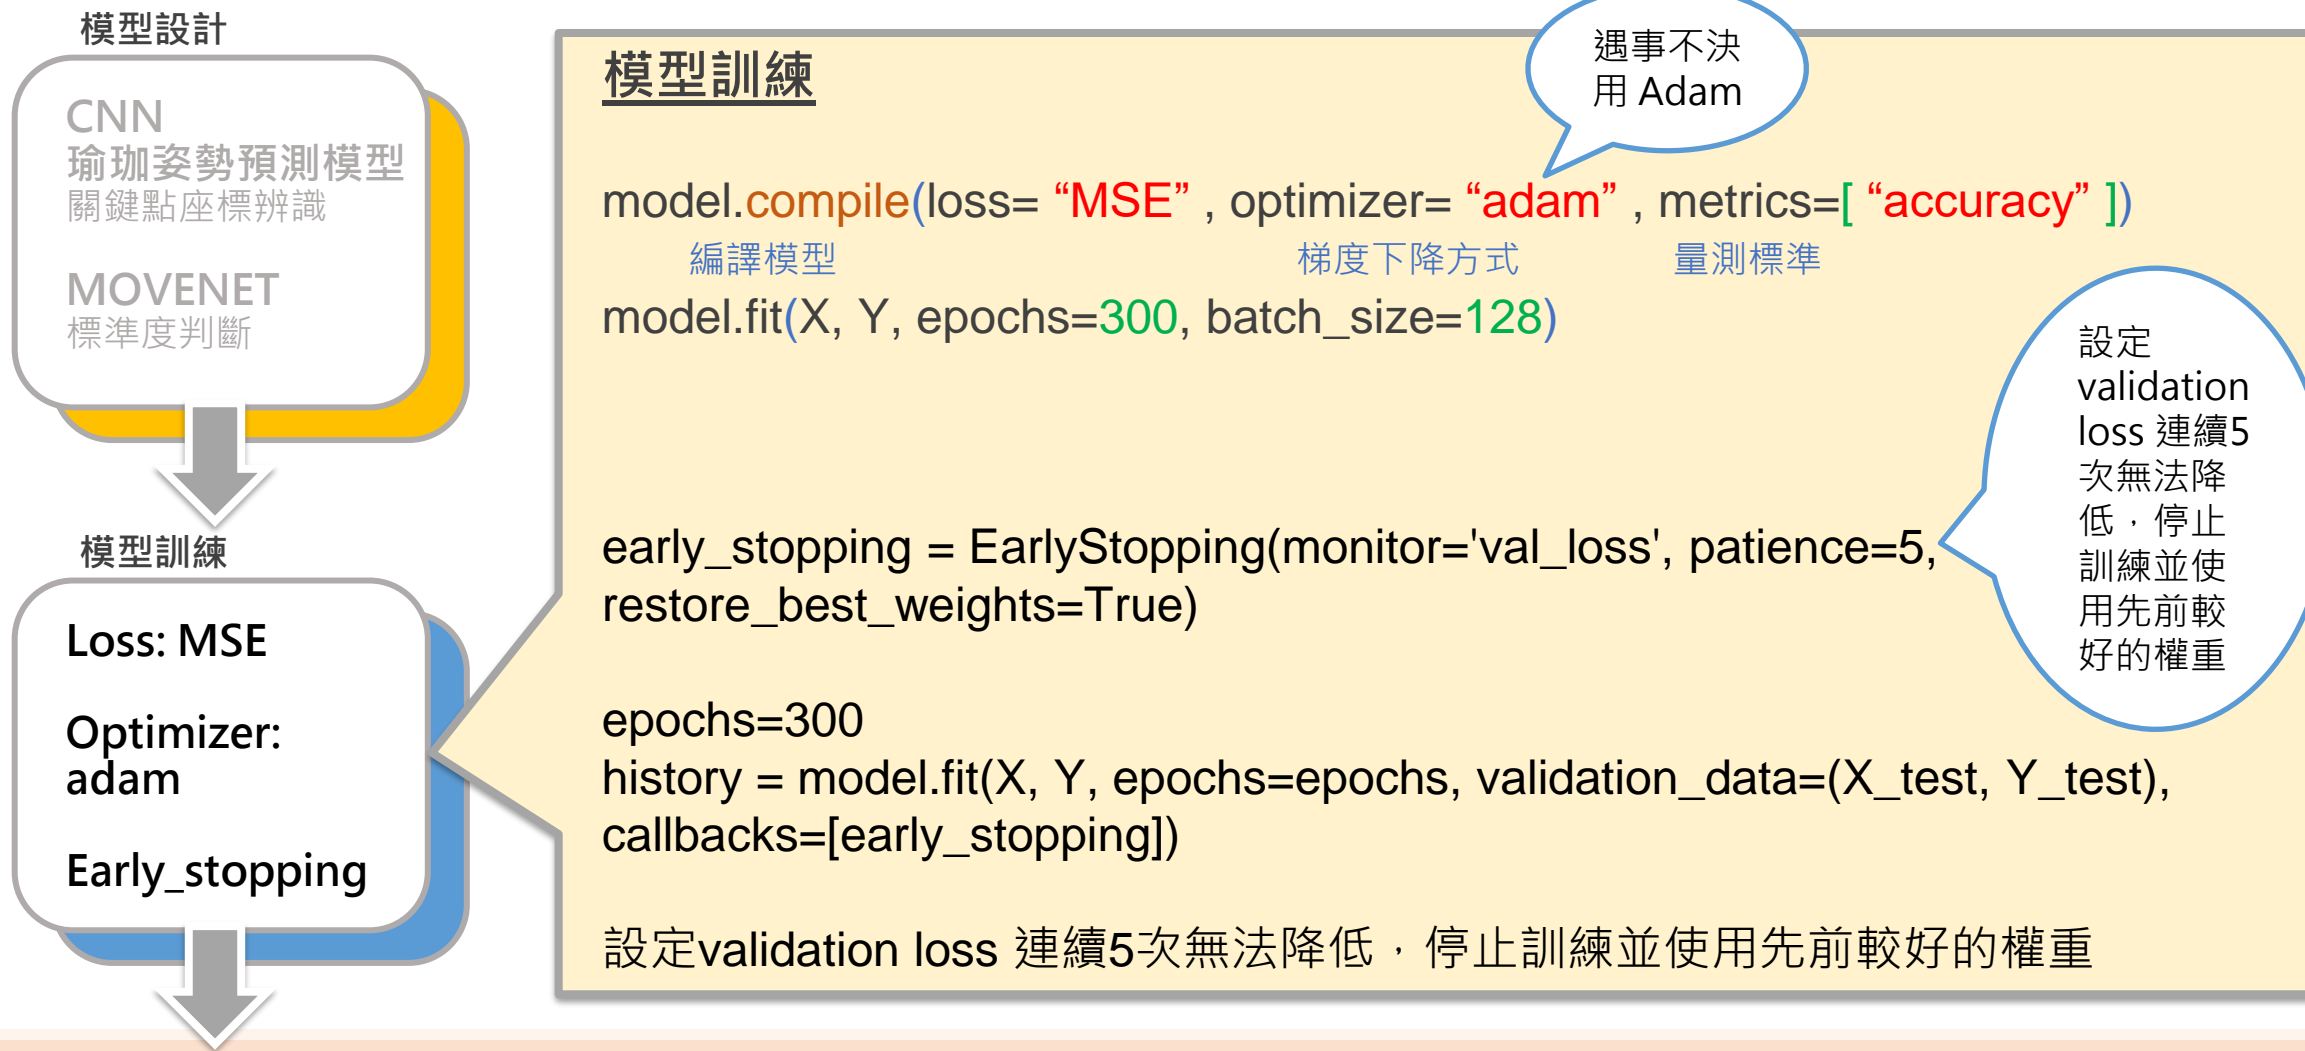 模型設計
CNN
瑜珈姿勢預測模型
關鍵點座標辨識
MOVENET
標準度判斷
模型訓練
Loss: MSE
Optimizer:
adam
Early_stopping
模型訓練
遇事不決
用 Adam
model.compile(loss= “MSE” , optimizer= “adam” , metrics=[ “accuracy” ])
編譯模型 梯度下降方式 量測標準
model.fit(X, Y, epochs=300, batch_size=128)
設定
validation
loss 連續5
次無法降
低，停止
訓練並使
用先前較
好的權重
early_stopping = EarlyStopping(monitor='val_loss', patience=5,
restore_best_weights=True)
epochs=300
history = model.fit(X, Y, epochs=epochs, validation_data=(X_test, Y_test),
callbacks=[early_stopping])
設定validation loss 連續5次無法降低，停止訓練並使用先前較好的權重